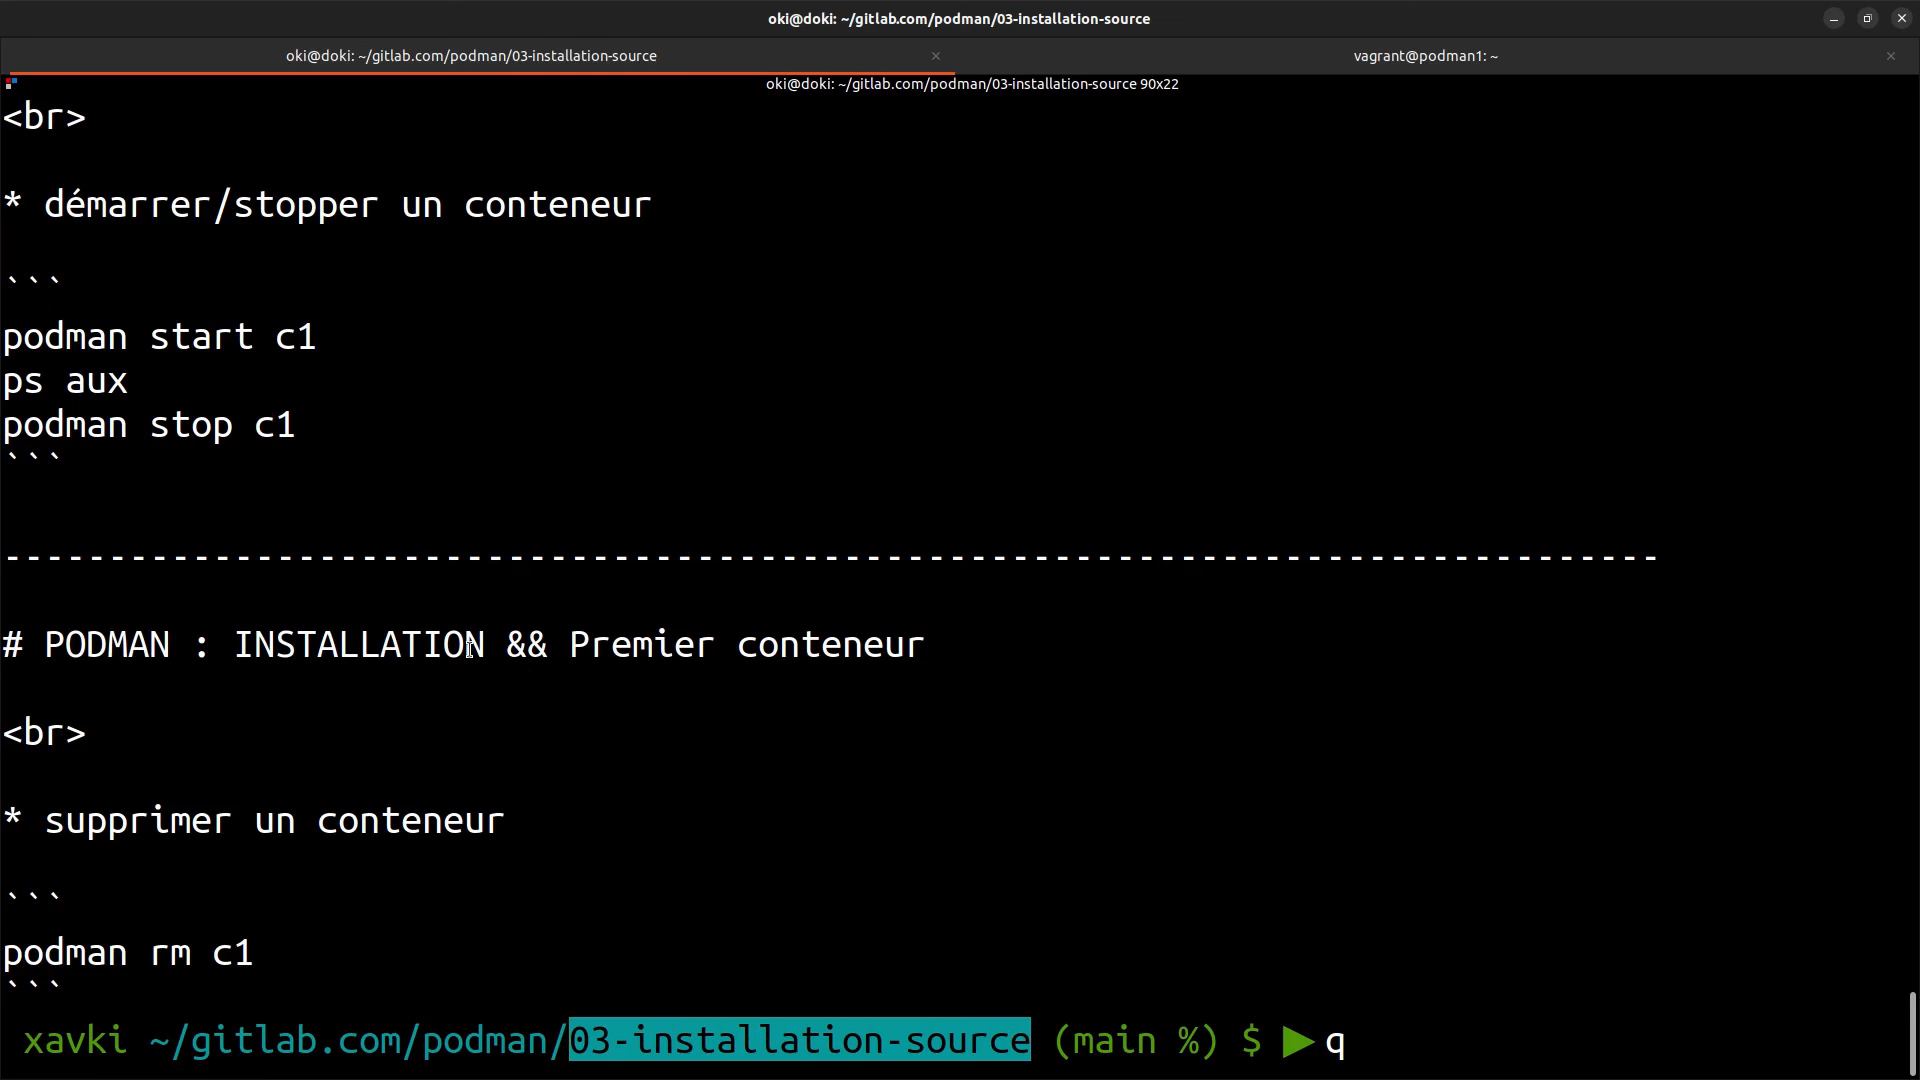 oki@doki: ~/gitlab.com/podman/03-installation-source
oki@doki: ~/gitlab.com/podman/03-installation-source
vagrant@podman1: ~
oki@doki: ~/gitlab.com/podman/03-installation-source 90x22
<br>
* démarrer/stopper un conteneur
```
podman start c1
ps aux
podman stop c1
```
-------------------------------------------------------------------------------
# PODMAN : INSTALLATION && Premier conteneur
<br>
* supprimer un conteneur
```
podman rm c1
```
xavki ~/gitlab.com/podman/03-installation-source (main %) $ ▶q